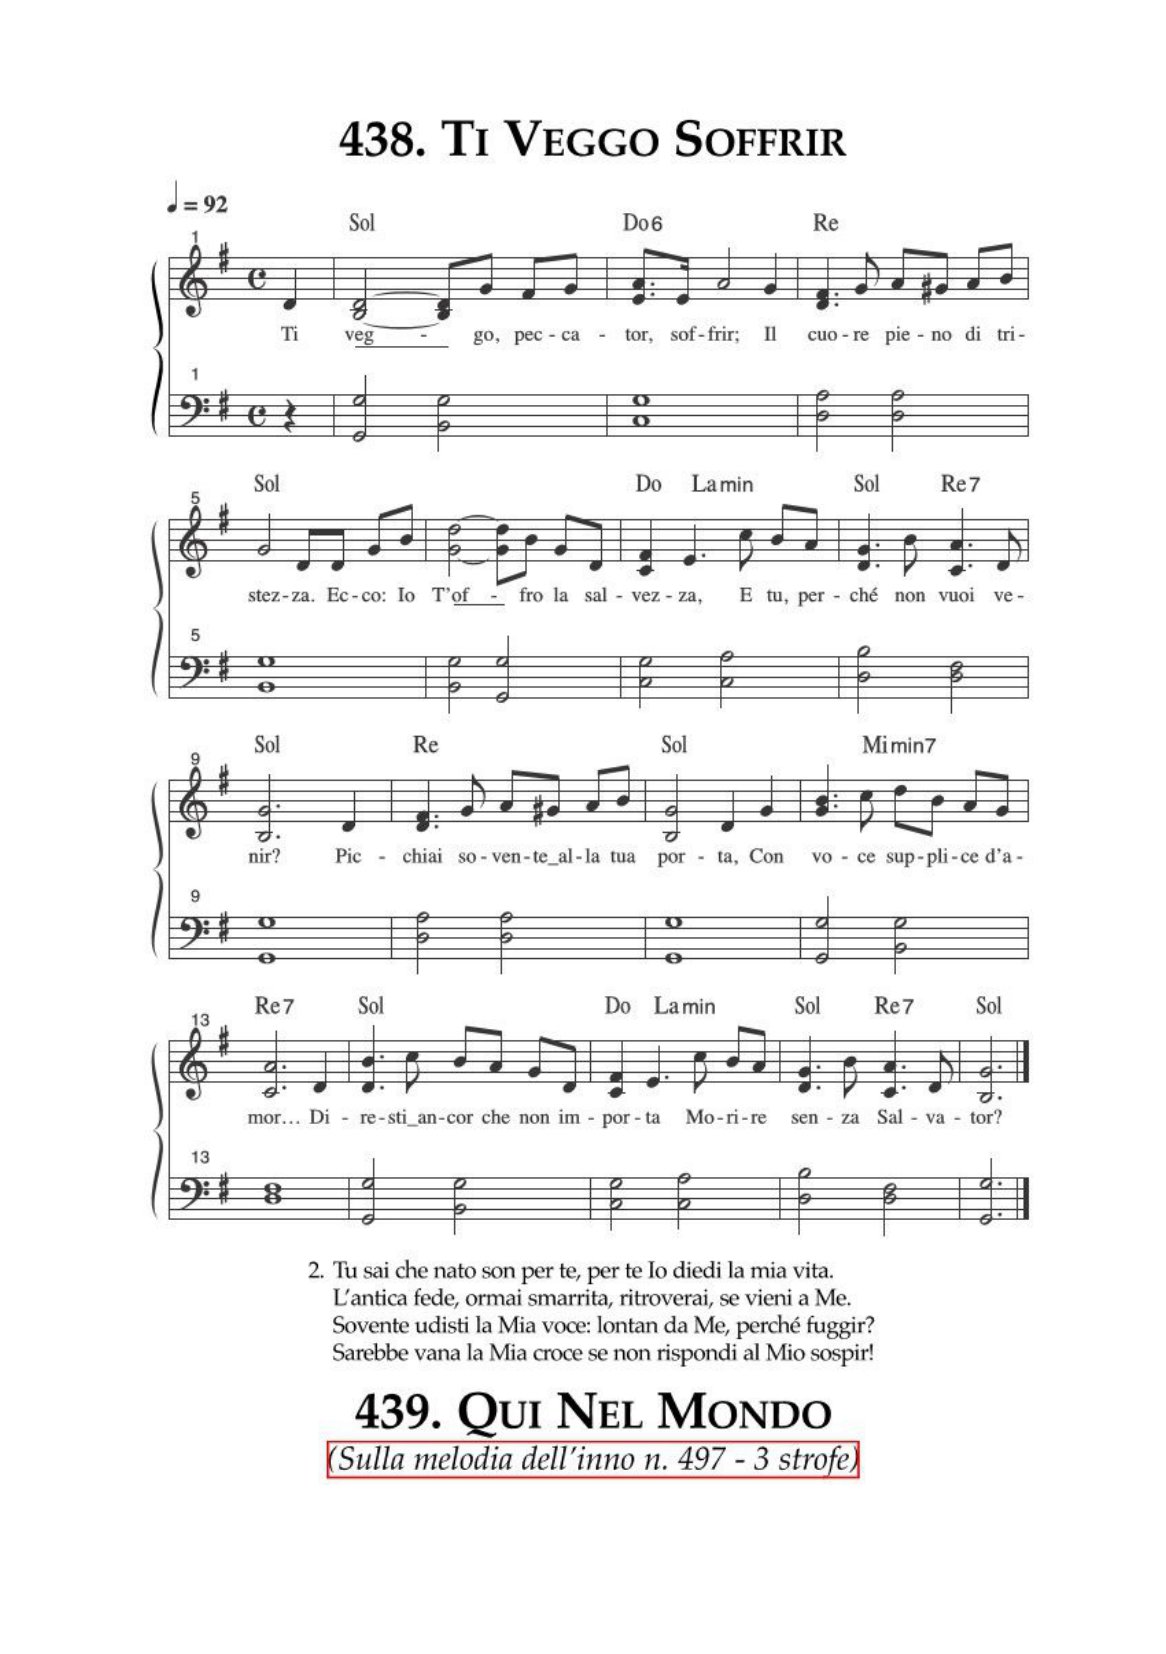 438. Ti Veggo Soffrir
= 92
Sol Do6 Re
1
Ti veg - go, pec - ca - tor, sof - frir; Il cuo - re pie - no di tri -
1
Sol Do Lamin Sol Re7
5
stez - za. Ec - co: Io T'of - fro la sal - vez - za, E tu, per - ché non vuoi ve -
5
Sol Re Sol Mimin7
9
nir? Pic - chiai so - ven - te_al - la tua por - ta, Con vo - ce sup - pli - ce d'a -
9
Re7 Sol Do Lamin Sol Re7 Sol
13
mor... Di - re - sti_an - cor che non im - por - ta Mo - ri - re sen - za Sal - va - tor?
13
2. Tu sai che nato son per te, per te Io diedi la mia vita.
L'antica fede, ormai smarrita, ritroverai, se vieni a Me.
Sovente udisti la Mia voce: lontan da Me, perché fuggir?
Sarebbe vana la Mia croce se non rispondi al Mio sospir!
439. Qui Nel Mondo
(Sulla melodia dell'inno n. 497 - 3 strofe)